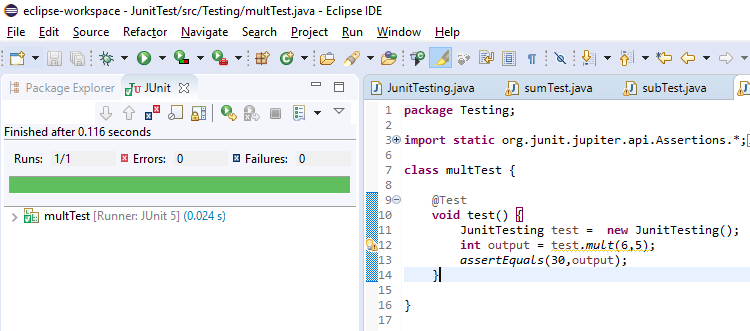 eclipse-workspace - JunitTest/src/Testing/multTest.java - Eclipse IDE
File Edit Source Refactor Navigate Search Project Run Window Help
Package Explorer JUnit
Finished after 0.116 seconds
Runs: 1/1 Errors: 0 Failures: 0
multTest [Runner: JUnit 5] (0.024 s)
JunitTesting.java sumTest.java subTest.java
1 package Testing;
2
3 import static org.junit.jupiter.api.Assertions.*;
6
7 class multTest {
8
9 @Test
10 void test() {
11 JunitTesting test =  new JunitTesting();
12 int output = test.mult(6,5);
13 assertEquals(30,output);
14 }
15
16 }
17